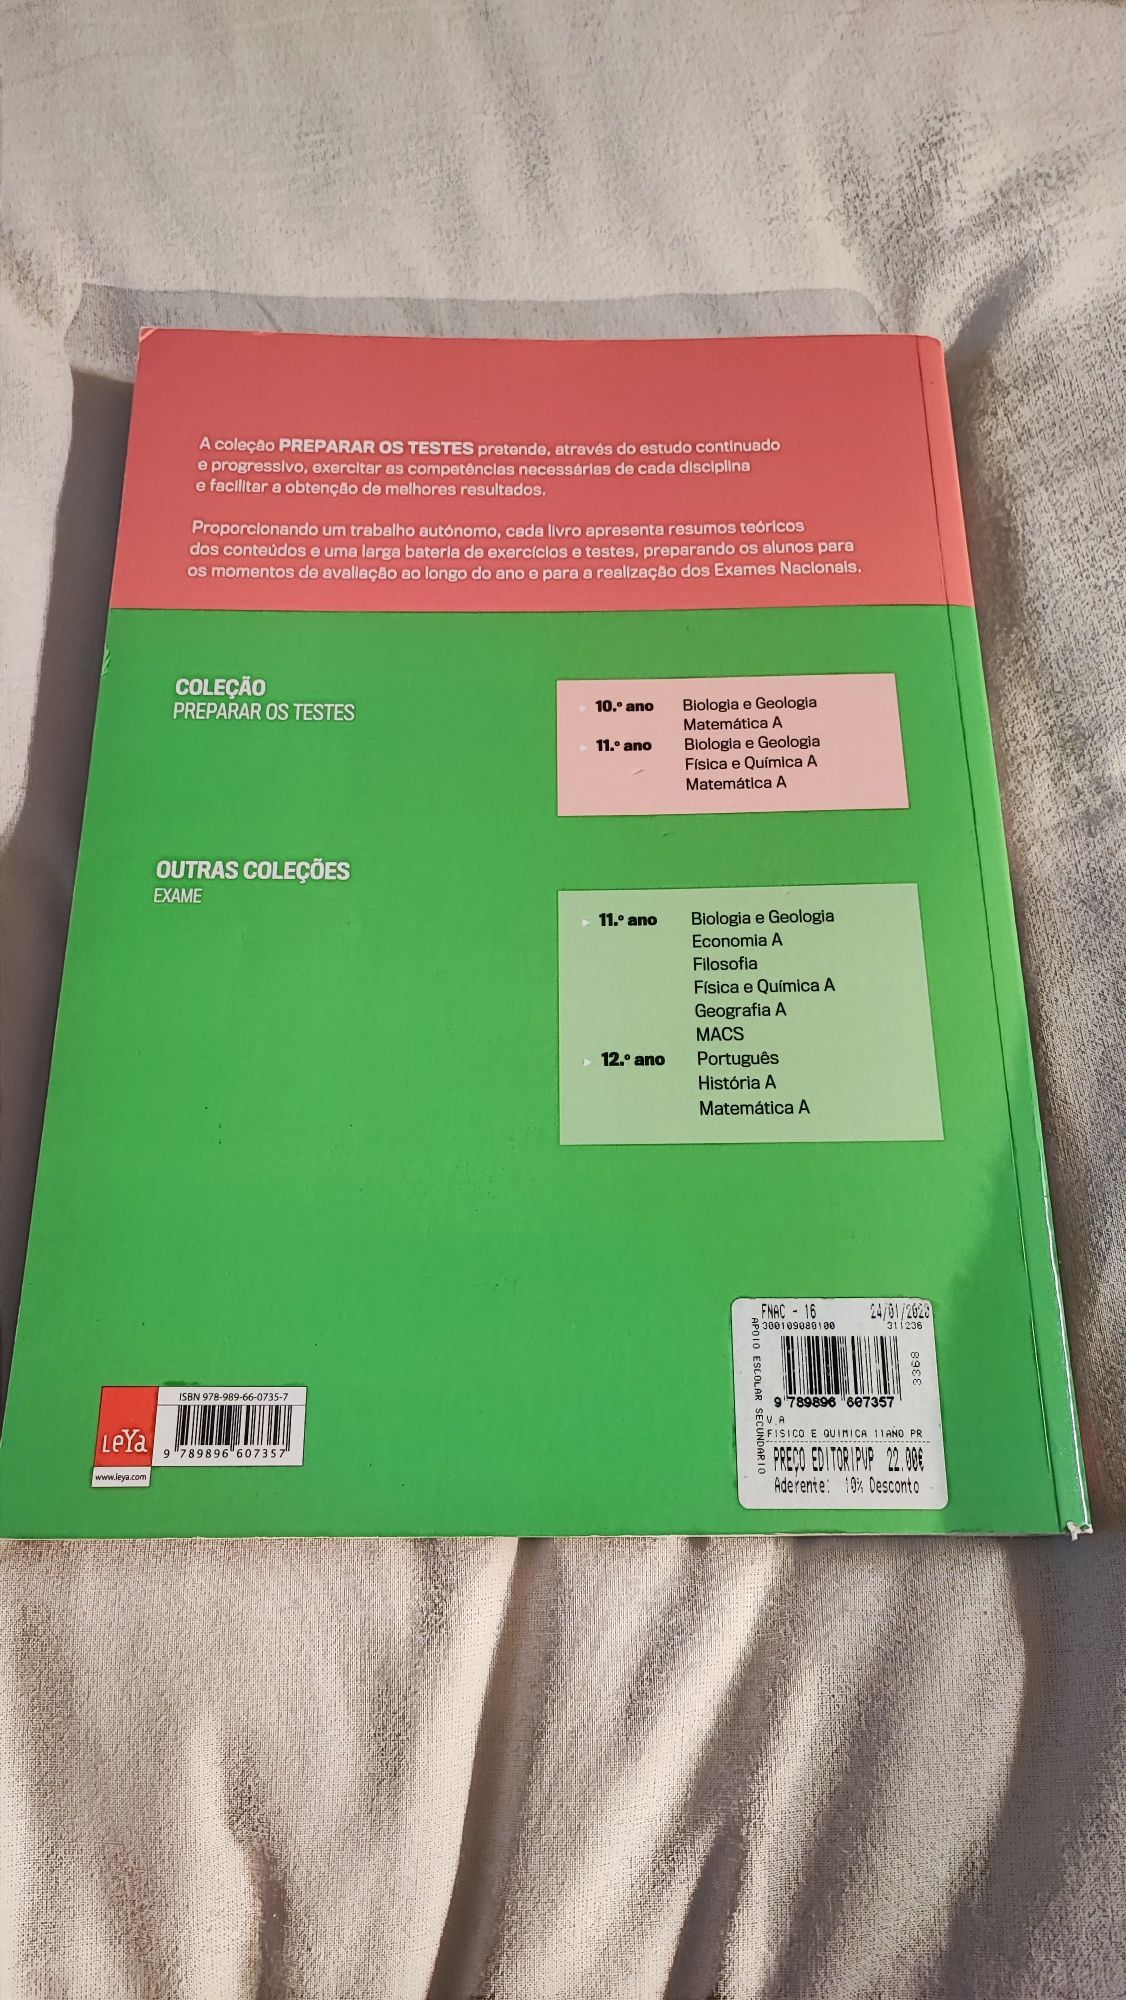 A coleção PREPARAR OS TESTES pretende, através do estudo continuado
e progressivo, exercitar as competências necessárias de cada disciplina
e facilitar a obtenção de melhores resultados.
Proporcionando um trabalho autónomo, cada livro apresenta resumos teóricos
dos conteúdos e uma larga bateria de exercícios e testes, preparando os alunos para
os momentos de avaliação ao longo do ano e para a realização dos Exames Nacionais.
COLEÇÃO
PREPARAR OS TESTES
10.º ano Biologia e Geologia
Matemática A
11.º ano Biologia e Geologia
Física e Química A
Matemática A
OUTRAS COLEÇÕES
EXAME
11.º ano Biologia e Geologia
Economia A
Filosofia
Física e Química A
Geografia A
MACS
12.º ano Português
História A
Matemática A
LeYa
www.leya.com
ISBN 978-989-66-0735-7
9 789896 607357
FNAC - 16 24/01/2023
300109080100 311236
APOIO ESCOLAR SECUNDARIO
3368
9 789896 607357
V A
FISICO E QUIMICA 11ANO PR
PREÇO EDITOR|PVP 22.00€
Aderente: 10% Desconto